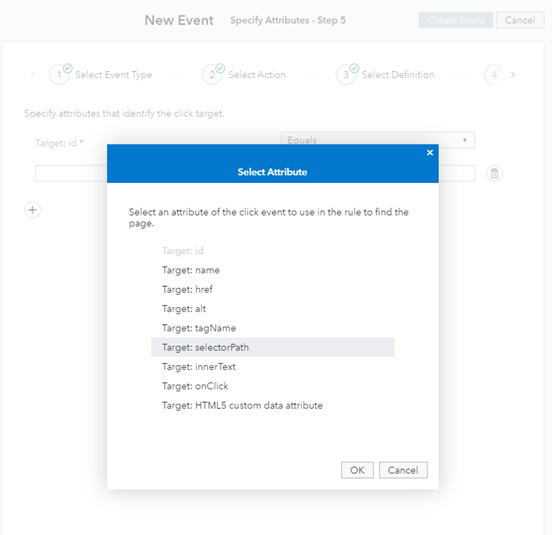 New Event Specify Attributes - Step 5 Create Event Cancel
‹ 1 Select Event Type 2 Select Action 3 Select Definition 4 ›
Specify attributes that identify the click target.
Target: id * Equals
Select Attribute
Select an attribute of the click event to use in the rule to find the
page.
Target: id
Target: name
Target: href
Target: alt
Target: tagName
Target: selectorPath
Target: innerText
Target: onClick
Target: HTML5 custom data attribute
OK Cancel